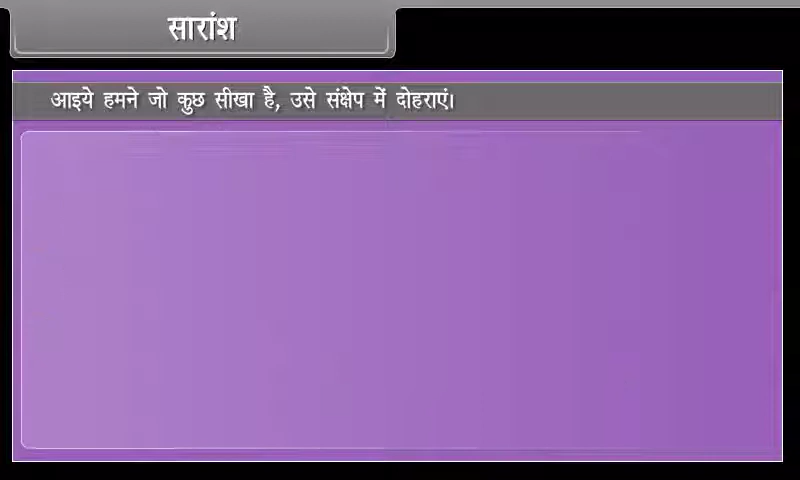 सारांश
आइये हमने जो कुछ सीखा है, उसे संक्षेप में दोहराएं।